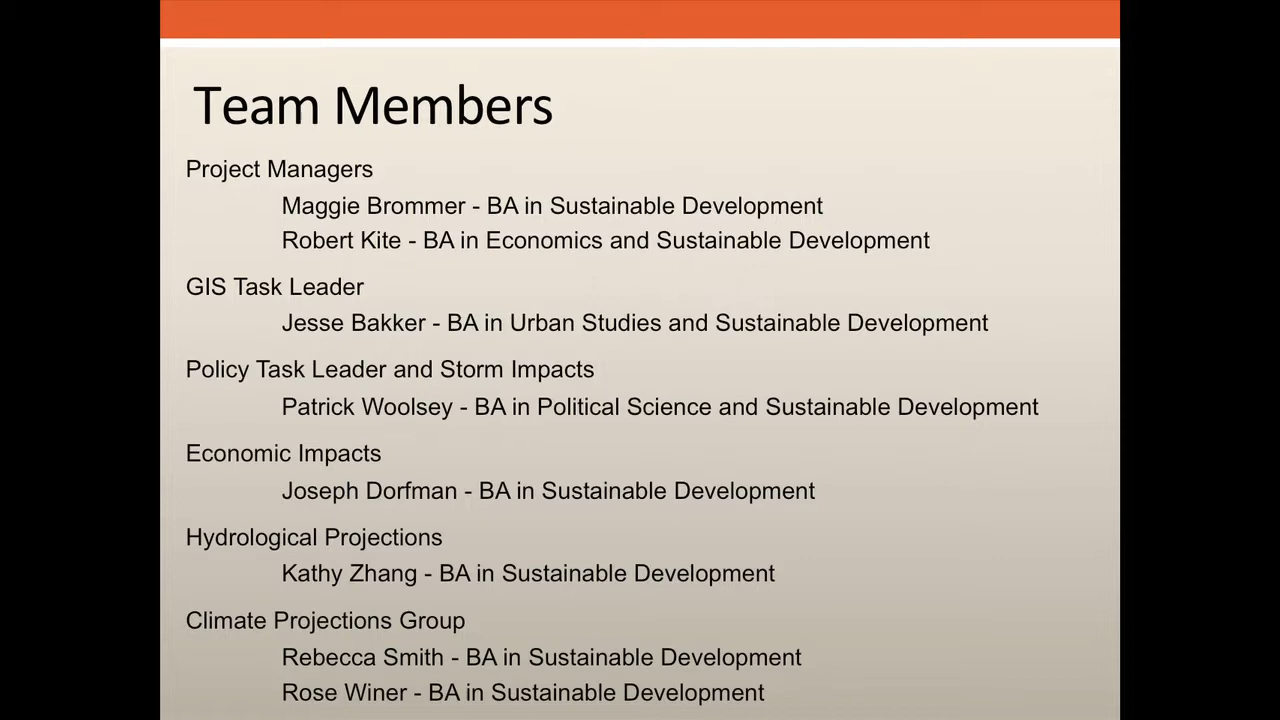 Team Members
Project Managers
Maggie Brommer - BA in Sustainable Development
Robert Kite - BA in Economics and Sustainable Development
GIS Task Leader
Jesse Bakker - BA in Urban Studies and Sustainable Development
Policy Task Leader and Storm Impacts
Patrick Woolsey - BA in Political Science and Sustainable Development
Economic Impacts
Joseph Dorfman - BA in Sustainable Development
Hydrological Projections
Kathy Zhang - BA in Sustainable Development
Climate Projections Group
Rebecca Smith - BA in Sustainable Development
Rose Winer - BA in Sustainable Development